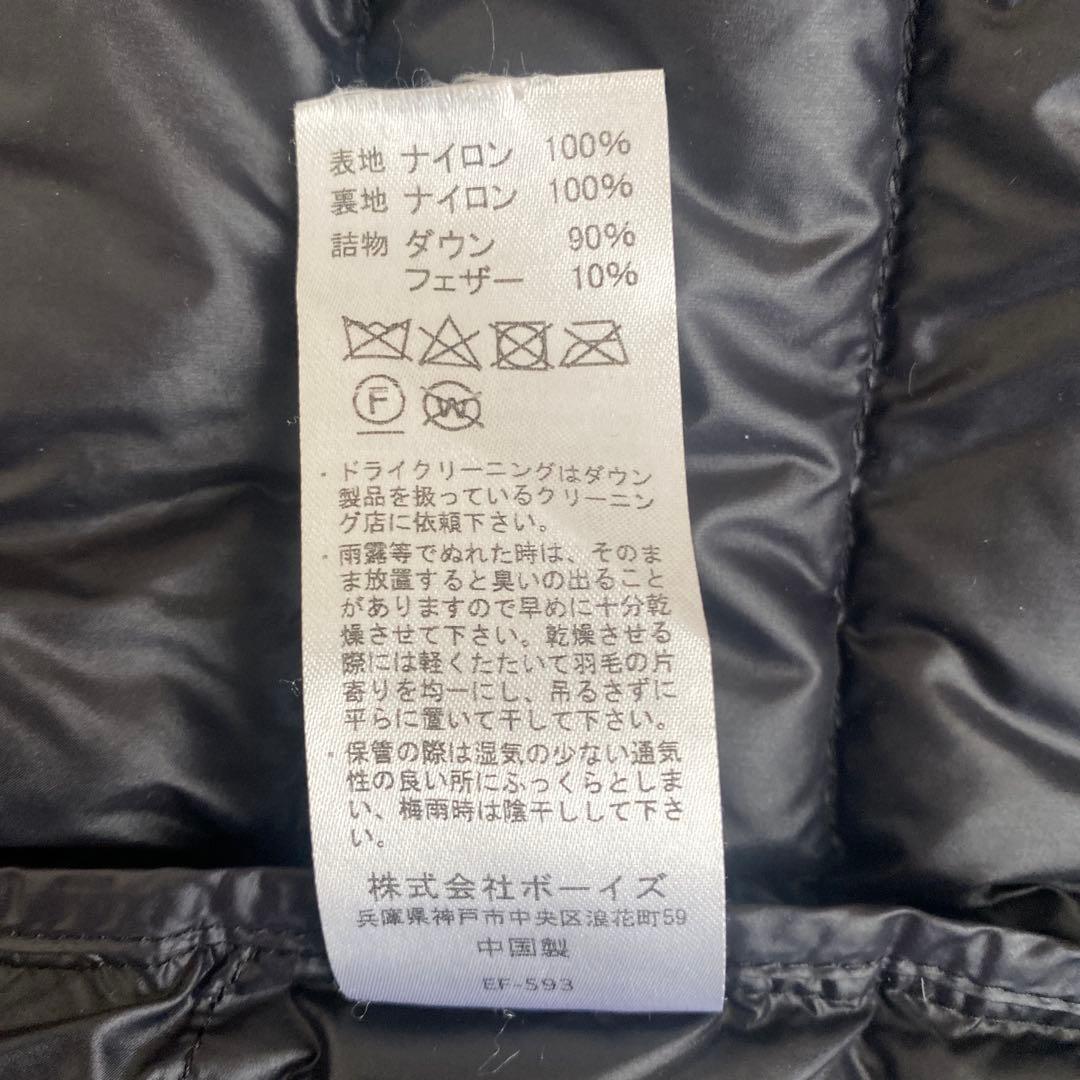 表地 ナイロン 100%
裏地 ナイロン 100%
詰物 ダウン 90%
フェザー 10%
F
W
・ドライクリーニングはダウン
製品を扱っているクリーニン
グ店に依頼下さい。
・雨露等でぬれた時は、そのま
ま放置すると臭いの出ること
がありますので早めに十分乾
燥させて下さい。乾燥させる
際には軽くたたいて羽毛の片
寄りを均一にし、吊るさずに
平らに置いて干して下さい。
・保管の際は湿気の少ない通気
性の良い所にふっくらとしま
い、梅雨時は陰干しして下さ
い。
株式会社ボーイズ
兵庫県神戸市中央区浪花町59
中国製
EF-593